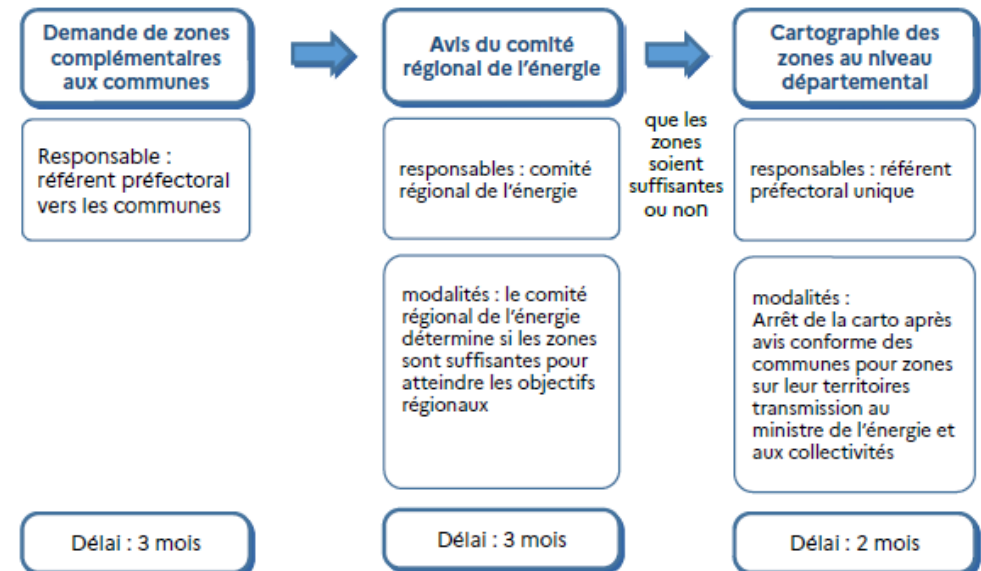 Demande de zones
complémentaires
aux communes
Avis du comité
régional de l'énergie
Cartographie des
zones au niveau
départemental
Responsable :
référent préfectoral
vers les communes
responsables : comité
régional de l'énergie
que les
zones
soient
suffisantes
ou non
responsables : référent
préfectoral unique
modalités : le comité
régional de l'énergie
détermine si les zones
sont suffisantes pour
atteindre les objectifs
régionaux
modalités :
Arrêt de la carto après
avis conforme des
communes pour zones
sur leur territoires
transmission au
ministre de l'énergie et
aux collectivités
Délai : 3 mois
Délai : 3 mois
Délai : 2 mois